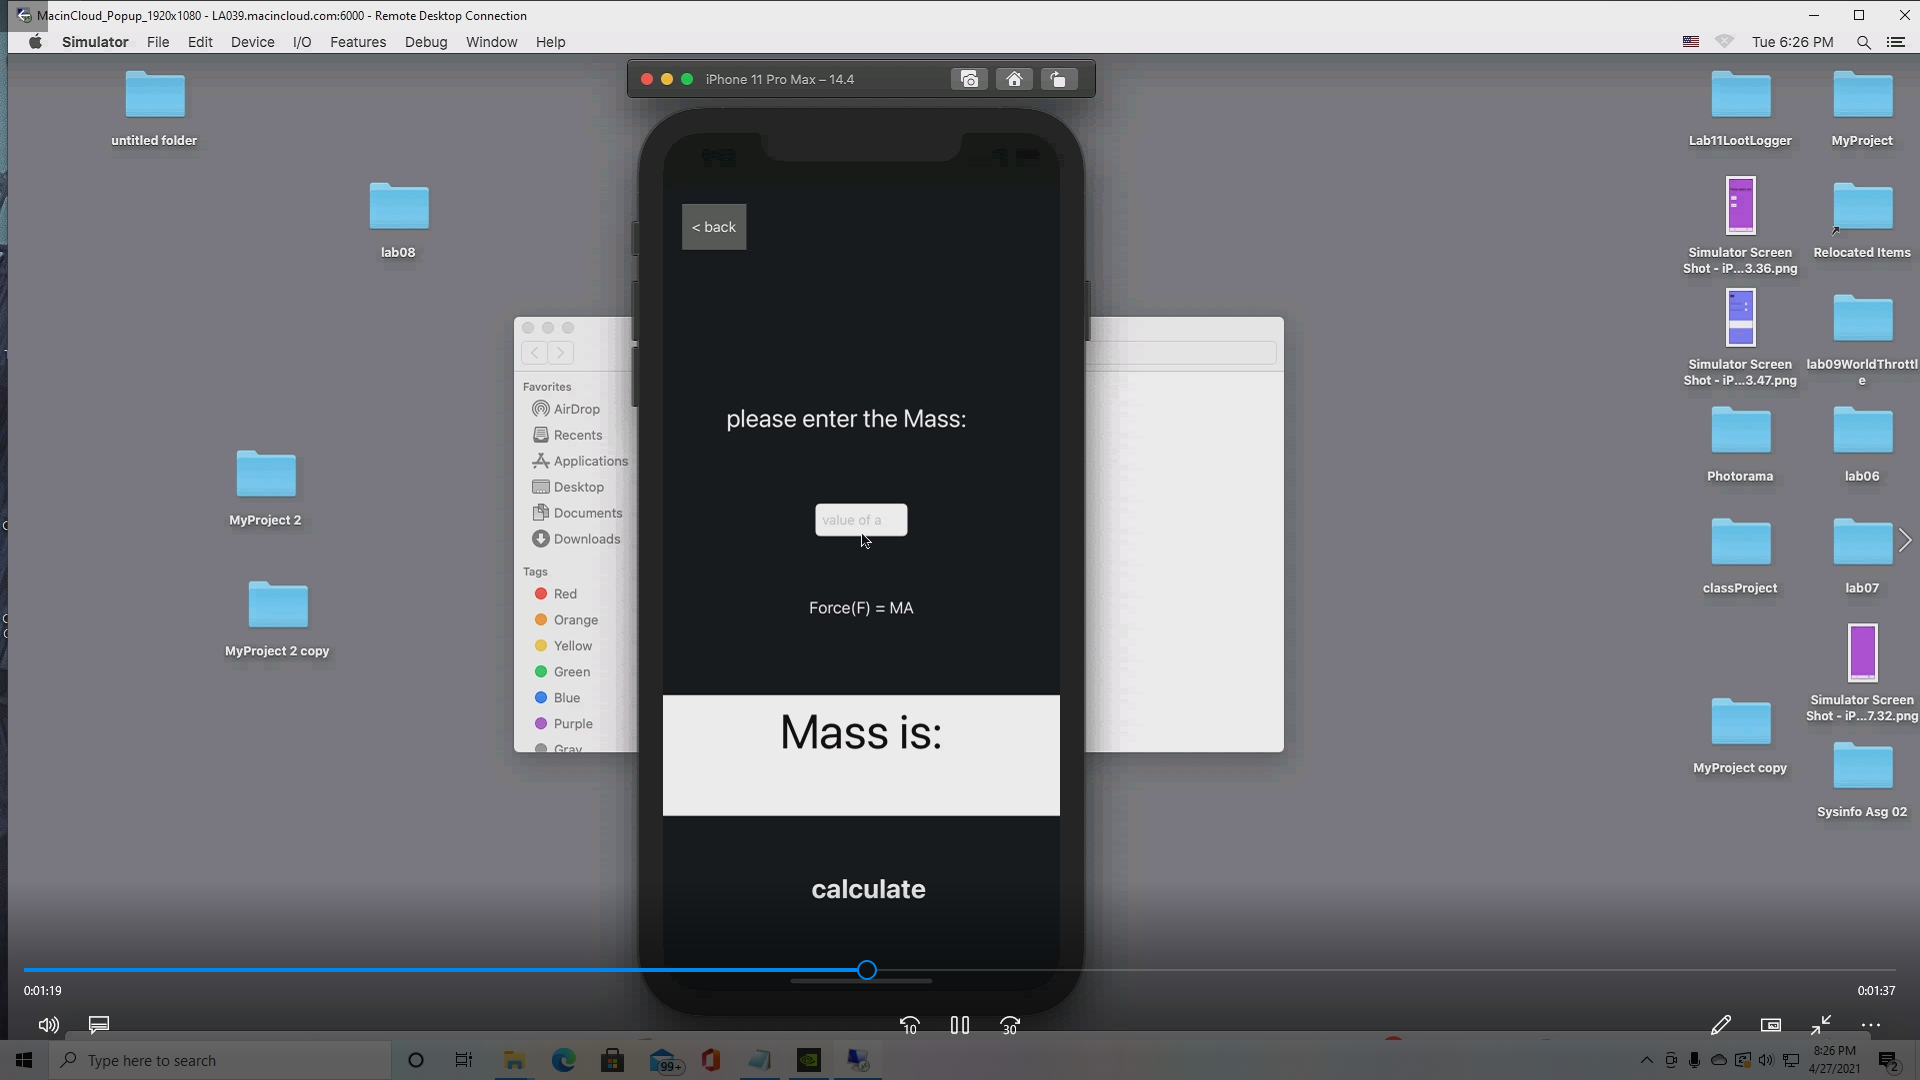 MacinCloud_Popup_1920x1080 - LA039.macincloud.com:6000 - Remote Desktop Connection
Simulator File Edit Device I/O Features Debug Window Help
Tue 6:26 PM
iPhone 11 Pro Max – 14.4
untitled folder
lab08
MyProject 2
MyProject 2 copy
Favorites
AirDrop
Recents
Applications
Desktop
Documents
Downloads
Tags
Red
Orange
Yellow
Green
Blue
Purple
Gray
< back
please enter the Mass:
value of a
Force(F) = MA
Mass is:
calculate
Lab11LootLogger
MyProject
Simulator Screen
Shot - iP...3.36.png
Relocated Items
Simulator Screen
Shot - iP...3.47.png
lab09WorldThrottl
e
Photorama
lab06
classProject
lab07
Simulator Screen
Shot - iP...7.32.png
MyProject copy
Sysinfo Asg 02
0:01:19
0:01:37
10
30
Type here to search
99+
8:26 PM
4/27/2021
2